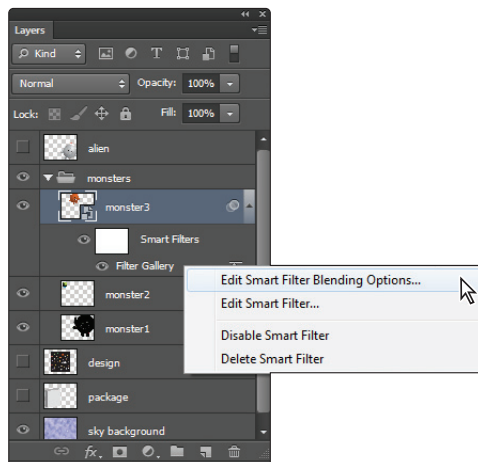 Layers
Kind
Normal Opacity: 100%
Lock: Fill: 100%
alien
monsters
monster3
Smart Filters
Filter Gallery
Edit Smart Filter Blending Options...
Edit Smart Filter...
Disable Smart Filter
Delete Smart Filter
monster2
monster1
design
package
sky background
fx.